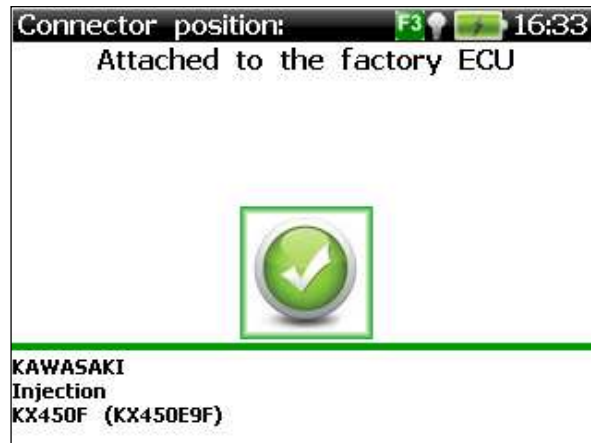 Connector position: F3 16:33
Attached to the factory ECU
KAWASAKI
Injection
KX450F (KX450E9F)